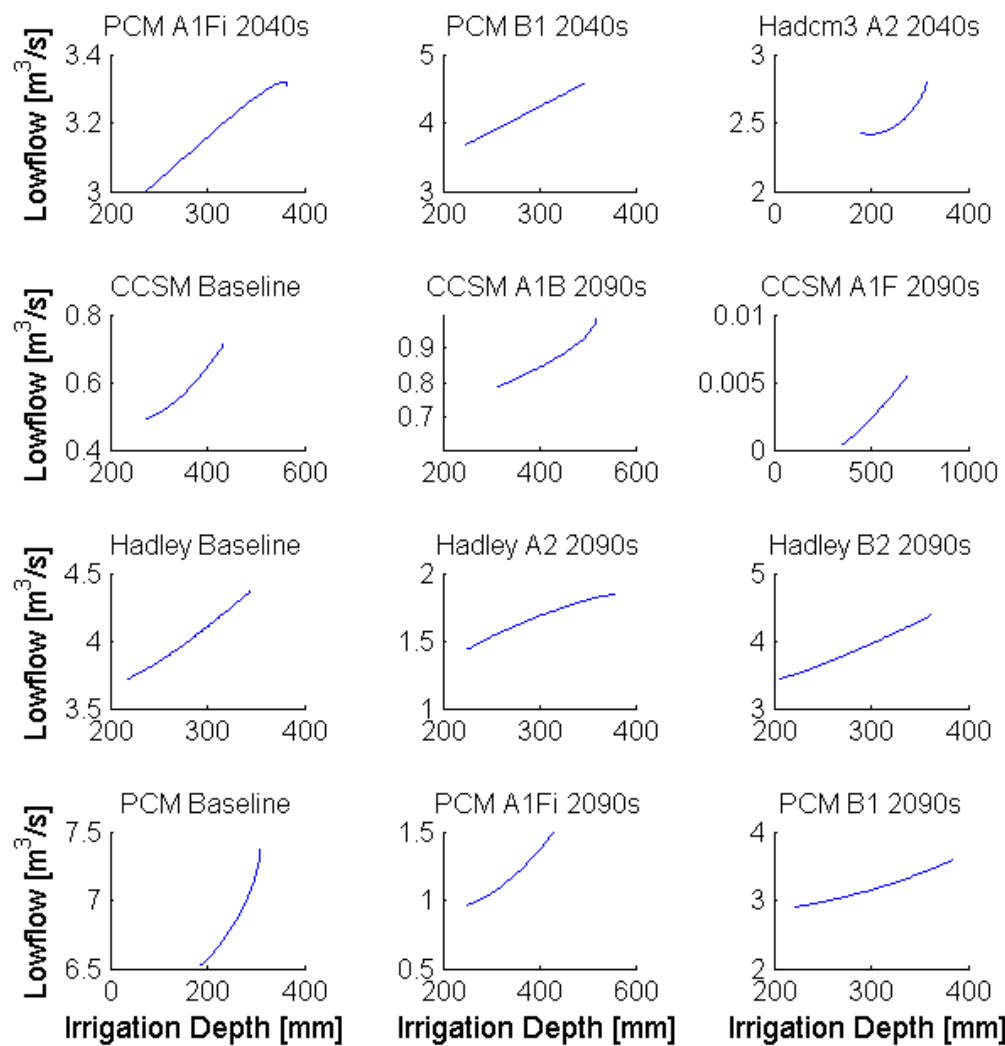 PCM A1Fi 2040s
Lowflow [m³/s]
3.4
3.2
3
200 300 400
PCM B1 2040s
5
4
3
200 300 400
Hadcm3 A2 2040s
3
2.5
2
0 200 400
CCSM Baseline
Lowflow [m³/s]
0.8
0.6
0.4
200 400 600
CCSM A1B 2090s
0.9
0.8
0.7
200 400 600
CCSM A1F 2090s
0.01
0.005
0
0 500 1000
Hadley Baseline
Lowflow [m³/s]
4.5
4
3.5
200 300 400
Hadley A2 2090s
2
1.5
1
200 300 400
Hadley B2 2090s
5
4
3
200 300 400
PCM Baseline
Lowflow [m³/s]
7.5
7
6.5
0 200 400
Irrigation Depth [mm]
PCM A1Fi 2090s
1.5
1
0.5
200 400 600
Irrigation Depth [mm]
PCM B1 2090s
4
3
2
200 300 400
Irrigation Depth [mm]